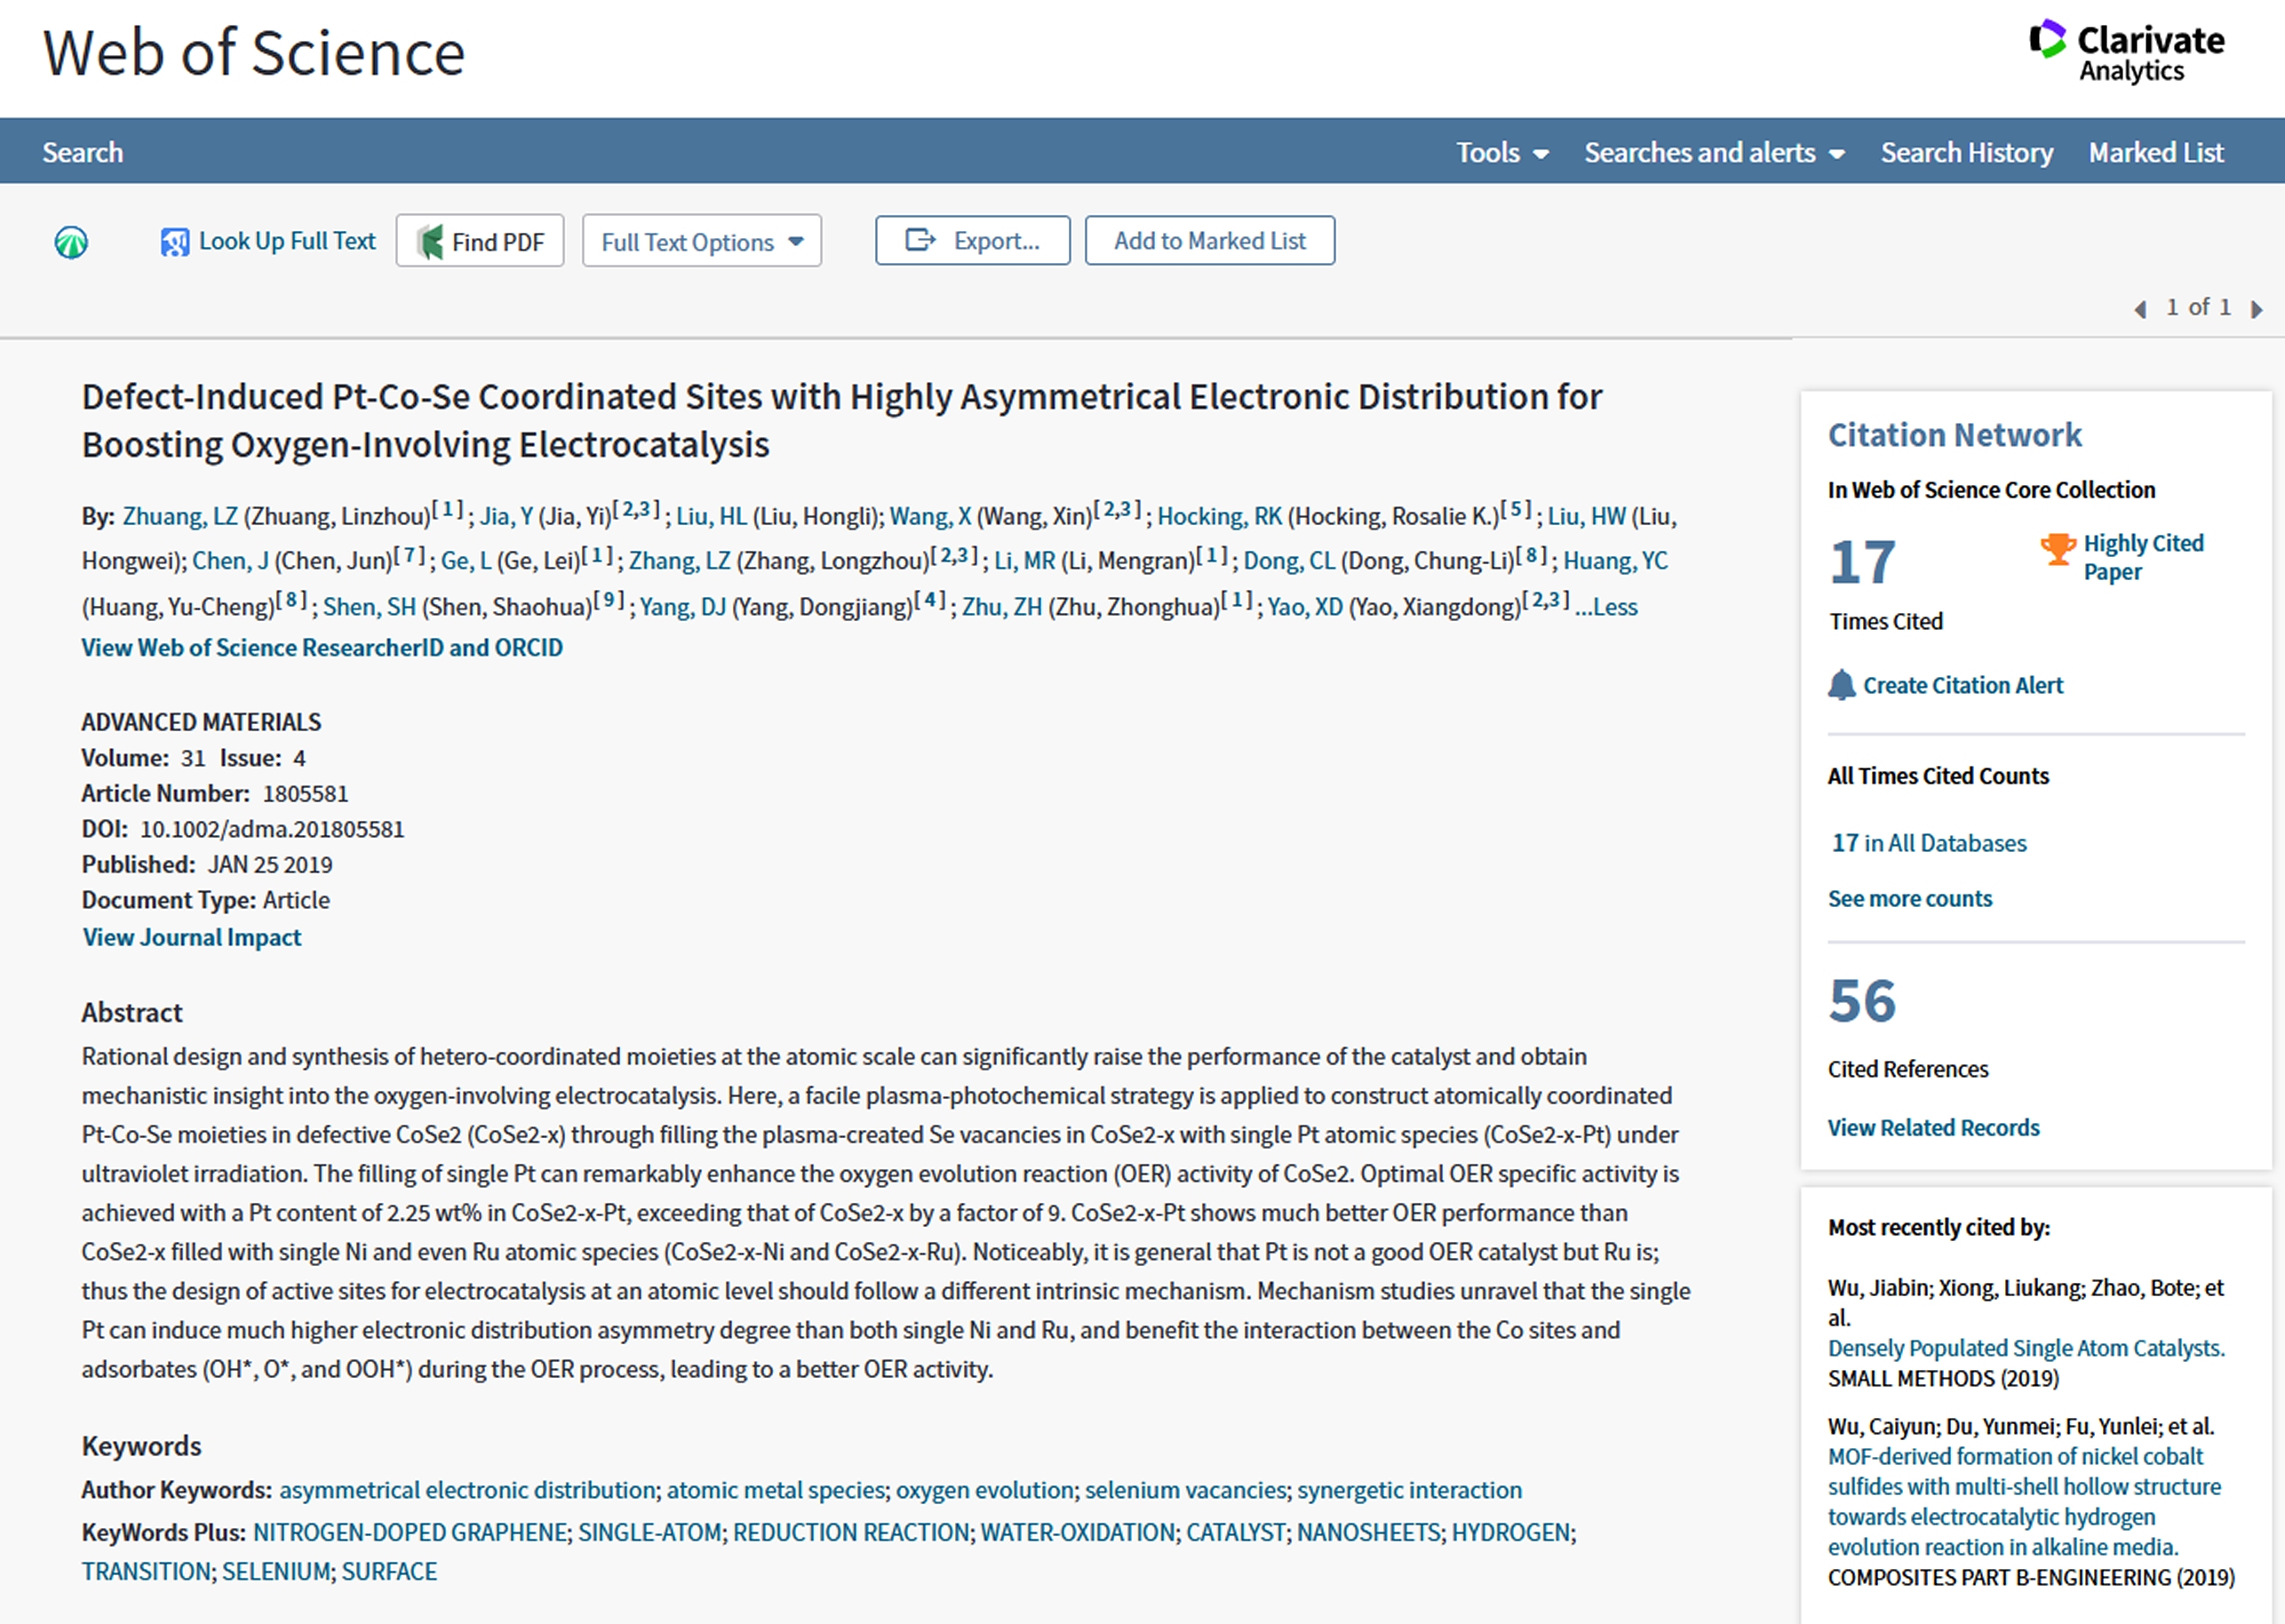 Web of Science
Clarivate
Analytics
Search
Tools
Searches and alerts
Search History
Marked List
Look Up Full Text
Find PDF
Full Text Options
Export...
Add to Marked List
1 of 1
Defect-Induced Pt-Co-Se Coordinated Sites with Highly Asymmetrical Electronic Distribution for
Boosting Oxygen-Involving Electrocatalysis
By: Zhuang, LZ (Zhuang, Linzhou)[ 1 ] ; Jia, Y (Jia, Yi)[ 2,3 ] ; Liu, HL (Liu, Hongli); Wang, X (Wang, Xin)[ 2,3 ] ; Hocking, RK (Hocking, Rosalie K.)[ 5 ] ; Liu, HW (Liu,
Hongwei); Chen, J (Chen, Jun)[ 7 ] ; Ge, L (Ge, Lei)[ 1 ] ; Zhang, LZ (Zhang, Longzhou)[ 2,3 ] ; Li, MR (Li, Mengran)[ 1 ] ; Dong, CL (Dong, Chung-Li)[ 8 ] ; Huang, YC
(Huang, Yu-Cheng)[ 8 ] ; Shen, SH (Shen, Shaohua)[ 9 ] ; Yang, DJ (Yang, Dongjiang)[ 4 ] ; Zhu, ZH (Zhu, Zhonghua)[ 1 ] ; Yao, XD (Yao, Xiangdong)[ 2,3 ] ...Less
View Web of Science ResearcherID and ORCID
ADVANCED MATERIALS
Volume: 31 Issue: 4
Article Number: 1805581
DOI: 10.1002/adma.201805581
Published: JAN 25 2019
Document Type: Article
View Journal Impact
Abstract
Rational design and synthesis of hetero-coordinated moieties at the atomic scale can significantly raise the performance of the catalyst and obtain
mechanistic insight into the oxygen-involving electrocatalysis. Here, a facile plasma-photochemical strategy is applied to construct atomically coordinated
Pt-Co-Se moieties in defective CoSe2 (CoSe2-x) through filling the plasma-created Se vacancies in CoSe2-x with single Pt atomic species (CoSe2-x-Pt) under
ultraviolet irradiation. The filling of single Pt can remarkably enhance the oxygen evolution reaction (OER) activity of CoSe2. Optimal OER specific activity is
achieved with a Pt content of 2.25 wt% in CoSe2-x-Pt, exceeding that of CoSe2-x by a factor of 9. CoSe2-x-Pt shows much better OER performance than
CoSe2-x filled with single Ni and even Ru atomic species (CoSe2-x-Ni and CoSe2-x-Ru). Noticeably, it is general that Pt is not a good OER catalyst but Ru is;
thus the design of active sites for electrocatalysis at an atomic level should follow a different intrinsic mechanism. Mechanism studies unravel that the single
Pt can induce much higher electronic distribution asymmetry degree than both single Ni and Ru, and benefit the interaction between the Co sites and
adsorbates (OH*, O*, and OOH*) during the OER process, leading to a better OER activity.
Keywords
Author Keywords: asymmetrical electronic distribution; atomic metal species; oxygen evolution; selenium vacancies; synergetic interaction
KeyWords Plus: NITROGEN-DOPED GRAPHENE; SINGLE-ATOM; REDUCTION REACTION; WATER-OXIDATION; CATALYST; NANOSHEETS; HYDROGEN;
TRANSITION; SELENIUM; SURFACE
Citation Network
In Web of Science Core Collection
17
Highly Cited
Paper
Times Cited
Create Citation Alert
All Times Cited Counts
17 in All Databases
See more counts
56
Cited References
View Related Records
Most recently cited by:
Wu, Jiabin; Xiong, Liukang; Zhao, Bote; et
al.
Densely Populated Single Atom Catalysts.
SMALL METHODS (2019)
Wu, Caiyun; Du, Yunmei; Fu, Yunlei; et al.
MOF-derived formation of nickel cobalt
sulfides with multi-shell hollow structure
towards electrocatalytic hydrogen
evolution reaction in alkaline media.
COMPOSITES PART B-ENGINEERING (2019)